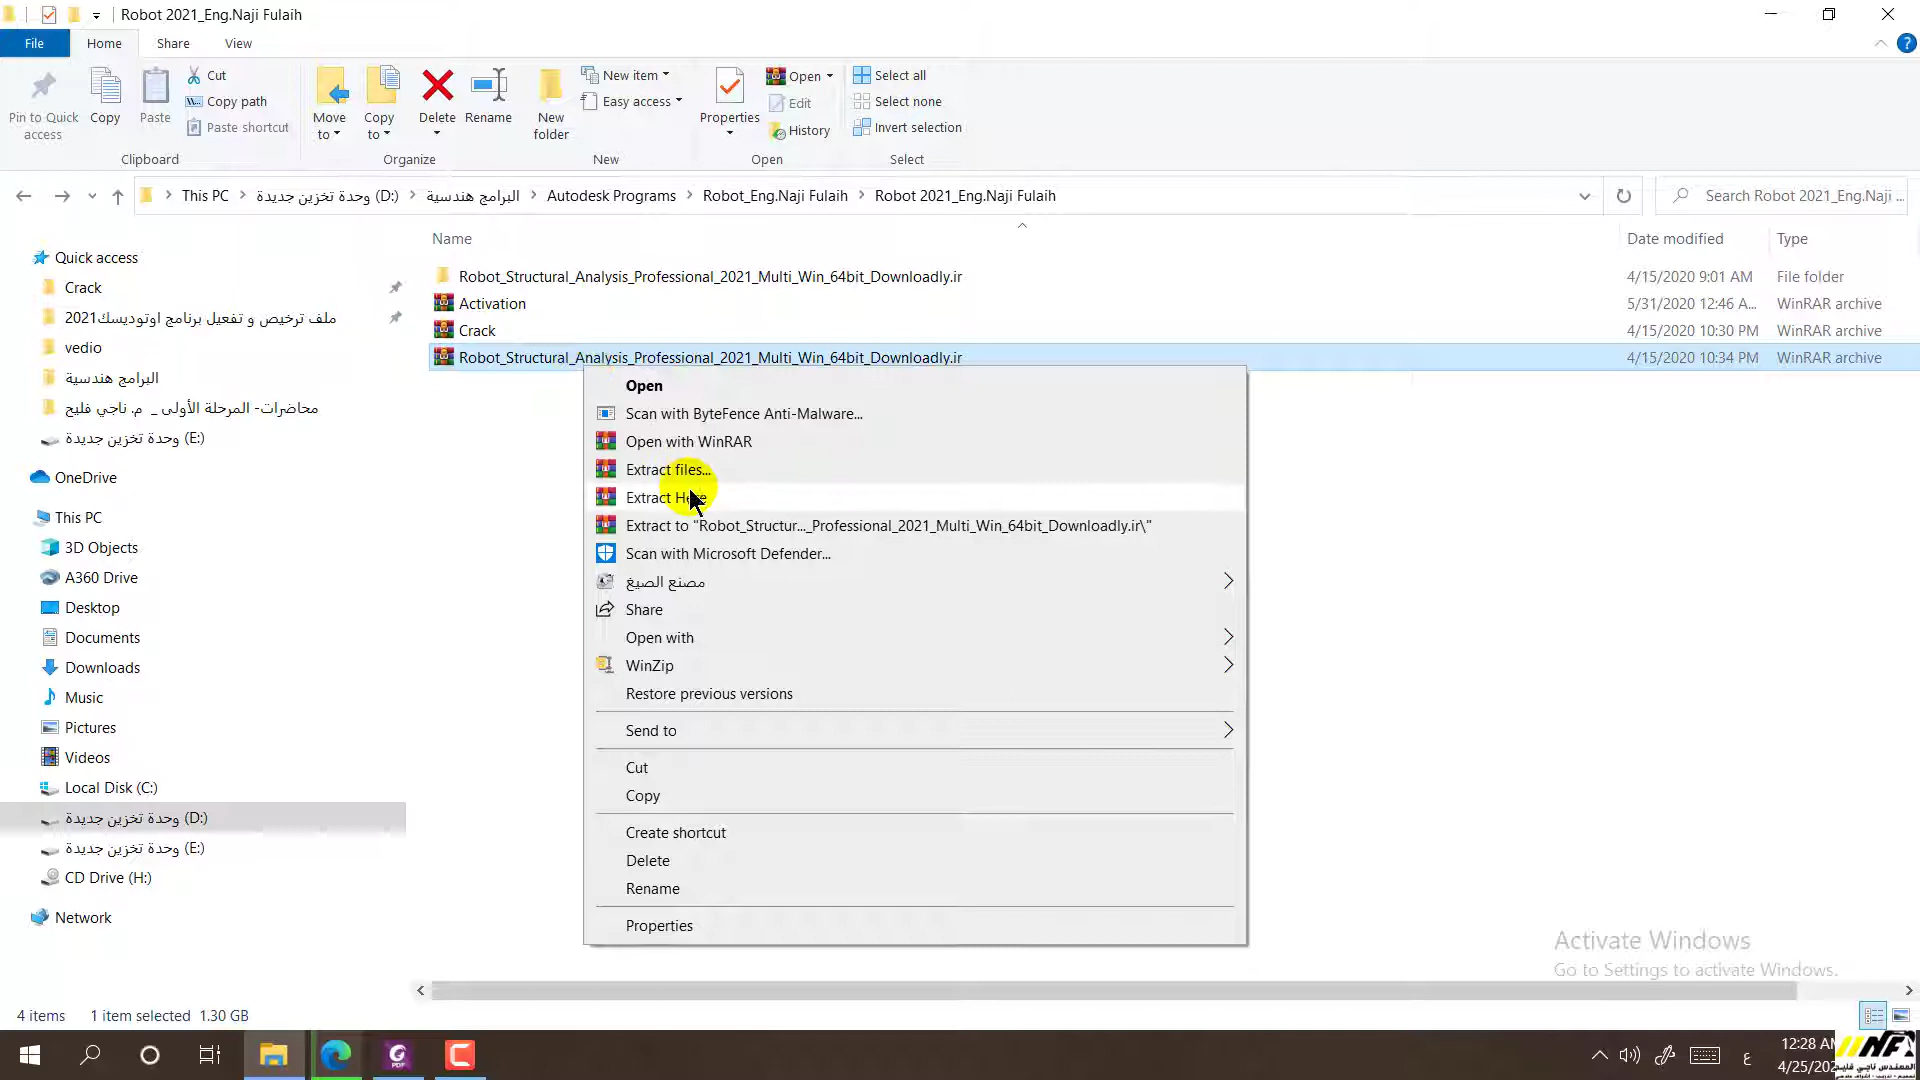 Robot 2021_Eng.Naji Fulaih
File
Home
Share
View
Pin to Quick access
Copy
Paste
Cut
Copy path
Paste shortcut
Clipboard
Move to
Copy to
Delete
Rename
Organize
New folder
New item
Easy access
New
Properties
Open
Edit
History
Open
Select all
Select none
Invert selection
Select
This PC
وحدة تخزين جديدة (D:)
البرامج هندسية
Autodesk Programs
Robot_Eng.Naji Fulaih
Robot 2021_Eng.Naji Fulaih
Search Robot 2021_Eng.Naji ...
Name
Date modified
Type
Robot_Structural_Analysis_Professional_2021_Multi_Win_64bit_Downloadly.ir
4/15/2020 9:01 AM
File folder
Activation
5/31/2020 12:46 A...
WinRAR archive
Crack
4/15/2020 10:30 PM
WinRAR archive
Robot_Structural_Analysis_Professional_2021_Multi_Win_64bit_Downloadly.ir
4/15/2020 10:34 PM
WinRAR archive
Quick access
Crack
ملف ترخيص و تفعيل برنامج اوتوديسك2021
vedio
البرامج هندسية
محاضرات- المرحلة الأولى _ م. ناجي فليح
وحدة تخزين جديدة (E:)
OneDrive
This PC
3D Objects
A360 Drive
Desktop
Documents
Downloads
Music
Pictures
Videos
Local Disk (C:)
وحدة تخزين جديدة (D:)
وحدة تخزين جديدة (E:)
CD Drive (H:)
Network
Open
Scan with ByteFence Anti-Malware...
Open with WinRAR
Extract files...
Extract Here
Extract to "Robot_Structur..._Professional_2021_Multi_Win_64bit_Downloadly.ir\"
Scan with Microsoft Defender...
مصنع الصيغ
Share
Open with
WinZip
Restore previous versions
Send to
Cut
Copy
Create shortcut
Delete
Rename
Properties
Activate Windows
Go to Settings to activate Windows.
4 items
1 item selected 1.30 GB
PDF
ع
12:28
NF
المهندس ناجي فليح